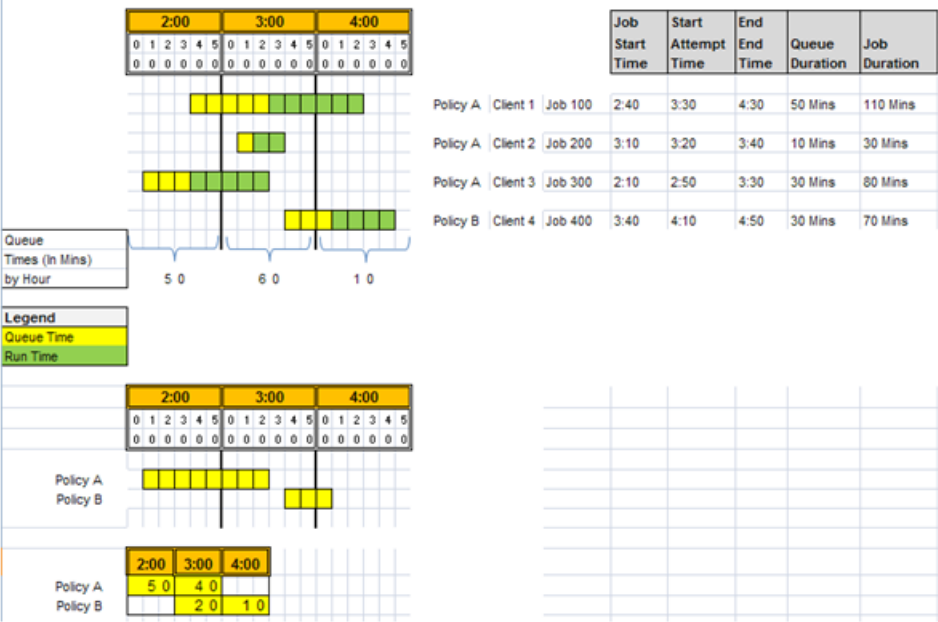 2:00 3:00 4:00
0 1 2 3 4 5 0 1 2 3 4 5 0 1 2 3 4 5
0 0 0 0 0 0 0 0 0 0 0 0 0 0 0 0 0 0
Job Start End
Start Attempt End Queue Job
Time Time Time Duration Duration
Policy A Client 1 Job 100 2:40 3:30 4:30 50 Mins 110 Mins
Policy A Client 2 Job 200 3:10 3:20 3:40 10 Mins 30 Mins
Policy A Client 3 Job 300 2:10 2:50 3:30 30 Mins 80 Mins
Policy B Client 4 Job 400 3:40 4:10 4:50 30 Mins 70 Mins
Queue
Times (In Mins)
by Hour 5 0 6 0 1 0
Legend
Queue Time
Run Time
2:00 3:00 4:00
0 1 2 3 4 5 0 1 2 3 4 5 0 1 2 3 4 5
0 0 0 0 0 0 0 0 0 0 0 0 0 0 0 0 0 0
Policy A
Policy B
2:00 3:00 4:00
Policy A 5 0 4 0
Policy B 2 0 1 0